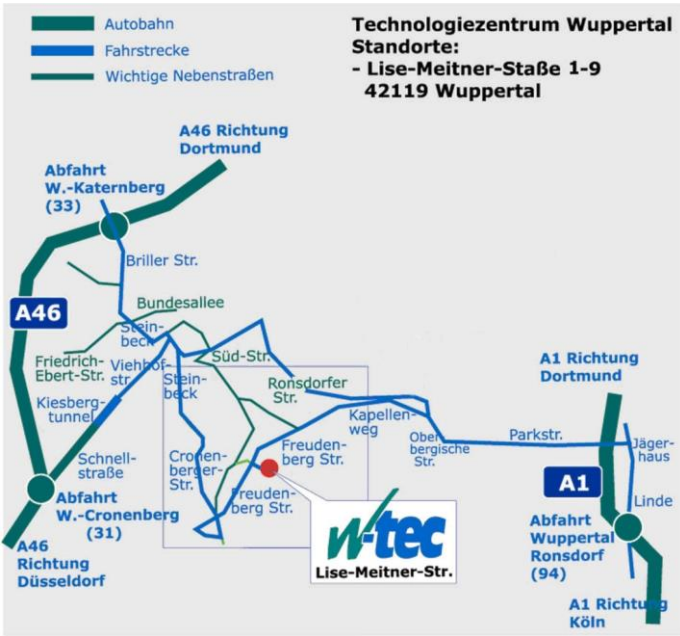 Autobahn
Fahrstrecke
Wichtige Nebenstraßen
Technologiezentrum Wuppertal
Standorte:
- Lise-Meitner-Staße 1-9
42119 Wuppertal
A46 Richtung
Dortmund
Abfahrt
W.-Katernberg
(33)
Briller Str.
Bundesallee
A46
Stein-
beck
Friedrich-
Ebert-Str.
Viehhof-
str.
Stein-
beck
Süd-Str.
Ronsdorfer
Str.
A1 Richtung
Dortmund
Kiesberg-
tunnel
Kapellen-
weg
Ober
bergische
Str.
Parkstr.
Jäger-
haus
Schnell-
straße
Cronen-
berger-
Str.
Freuden-
berg Str.
Freuden-
berg Str.
A1
Linde
Abfahrt
W.-Cronenberg
(31)
Abfahrt
Wuppertal
Ronsdorf
(94)
A46
Richtung
Düsseldorf
w-tec
Lise-Meitner-Str.
A1 Richtung
Köln